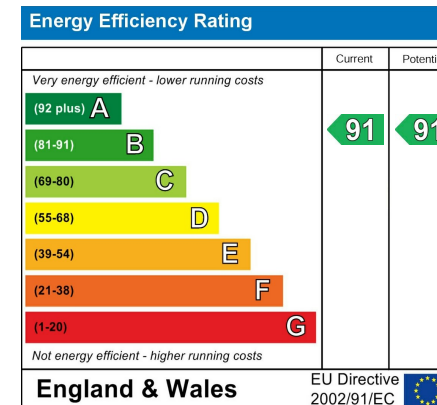 Energy Efficiency Rating
Current Potenti
Very energy efficient - lower running costs
(92 plus) A
(81-91) B
91 91
(69-80) C
(55-68) D
(39-54) E
(21-38) F
(1-20) G
Not energy efficient - higher running costs
England & Wales
EU Directive
2002/91/EC